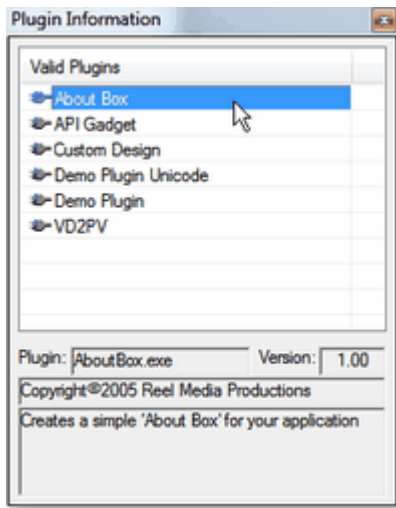 Plugin Information
Valid Plugins
About Box
API Gadget
Custom Design
Demo Plugin Unicode
Demo Plugin
VD2PV
Plugin: AboutBox.exe Version: 1.00
Copyright©2005 Reel Media Productions
Creates a simple 'About Box' for your application